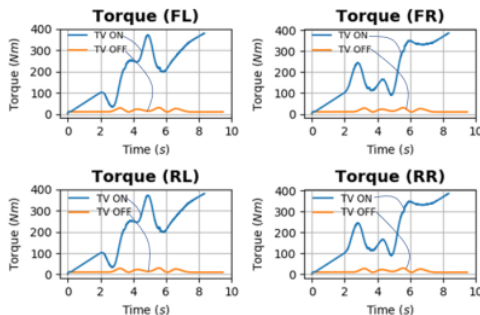 Torque (FL)
Torque (FR)
400
300
200
100
0
Torque (Nm)
TV ON
TV OFF
0 2 4 6 8 10
Time (s)
400
300
200
100
0
Torque (Nm)
TV ON
TV OFF
0 2 4 6 8 10
Time (s)
Torque (RL)
Torque (RR)
400
300
200
100
0
Torque (Nm)
TV ON
TV OFF
0 2 4 6 8 10
Time (s)
400
300
200
100
0
Torque (Nm)
TV ON
TV OFF
0 2 4 6 8 10
Time (s)